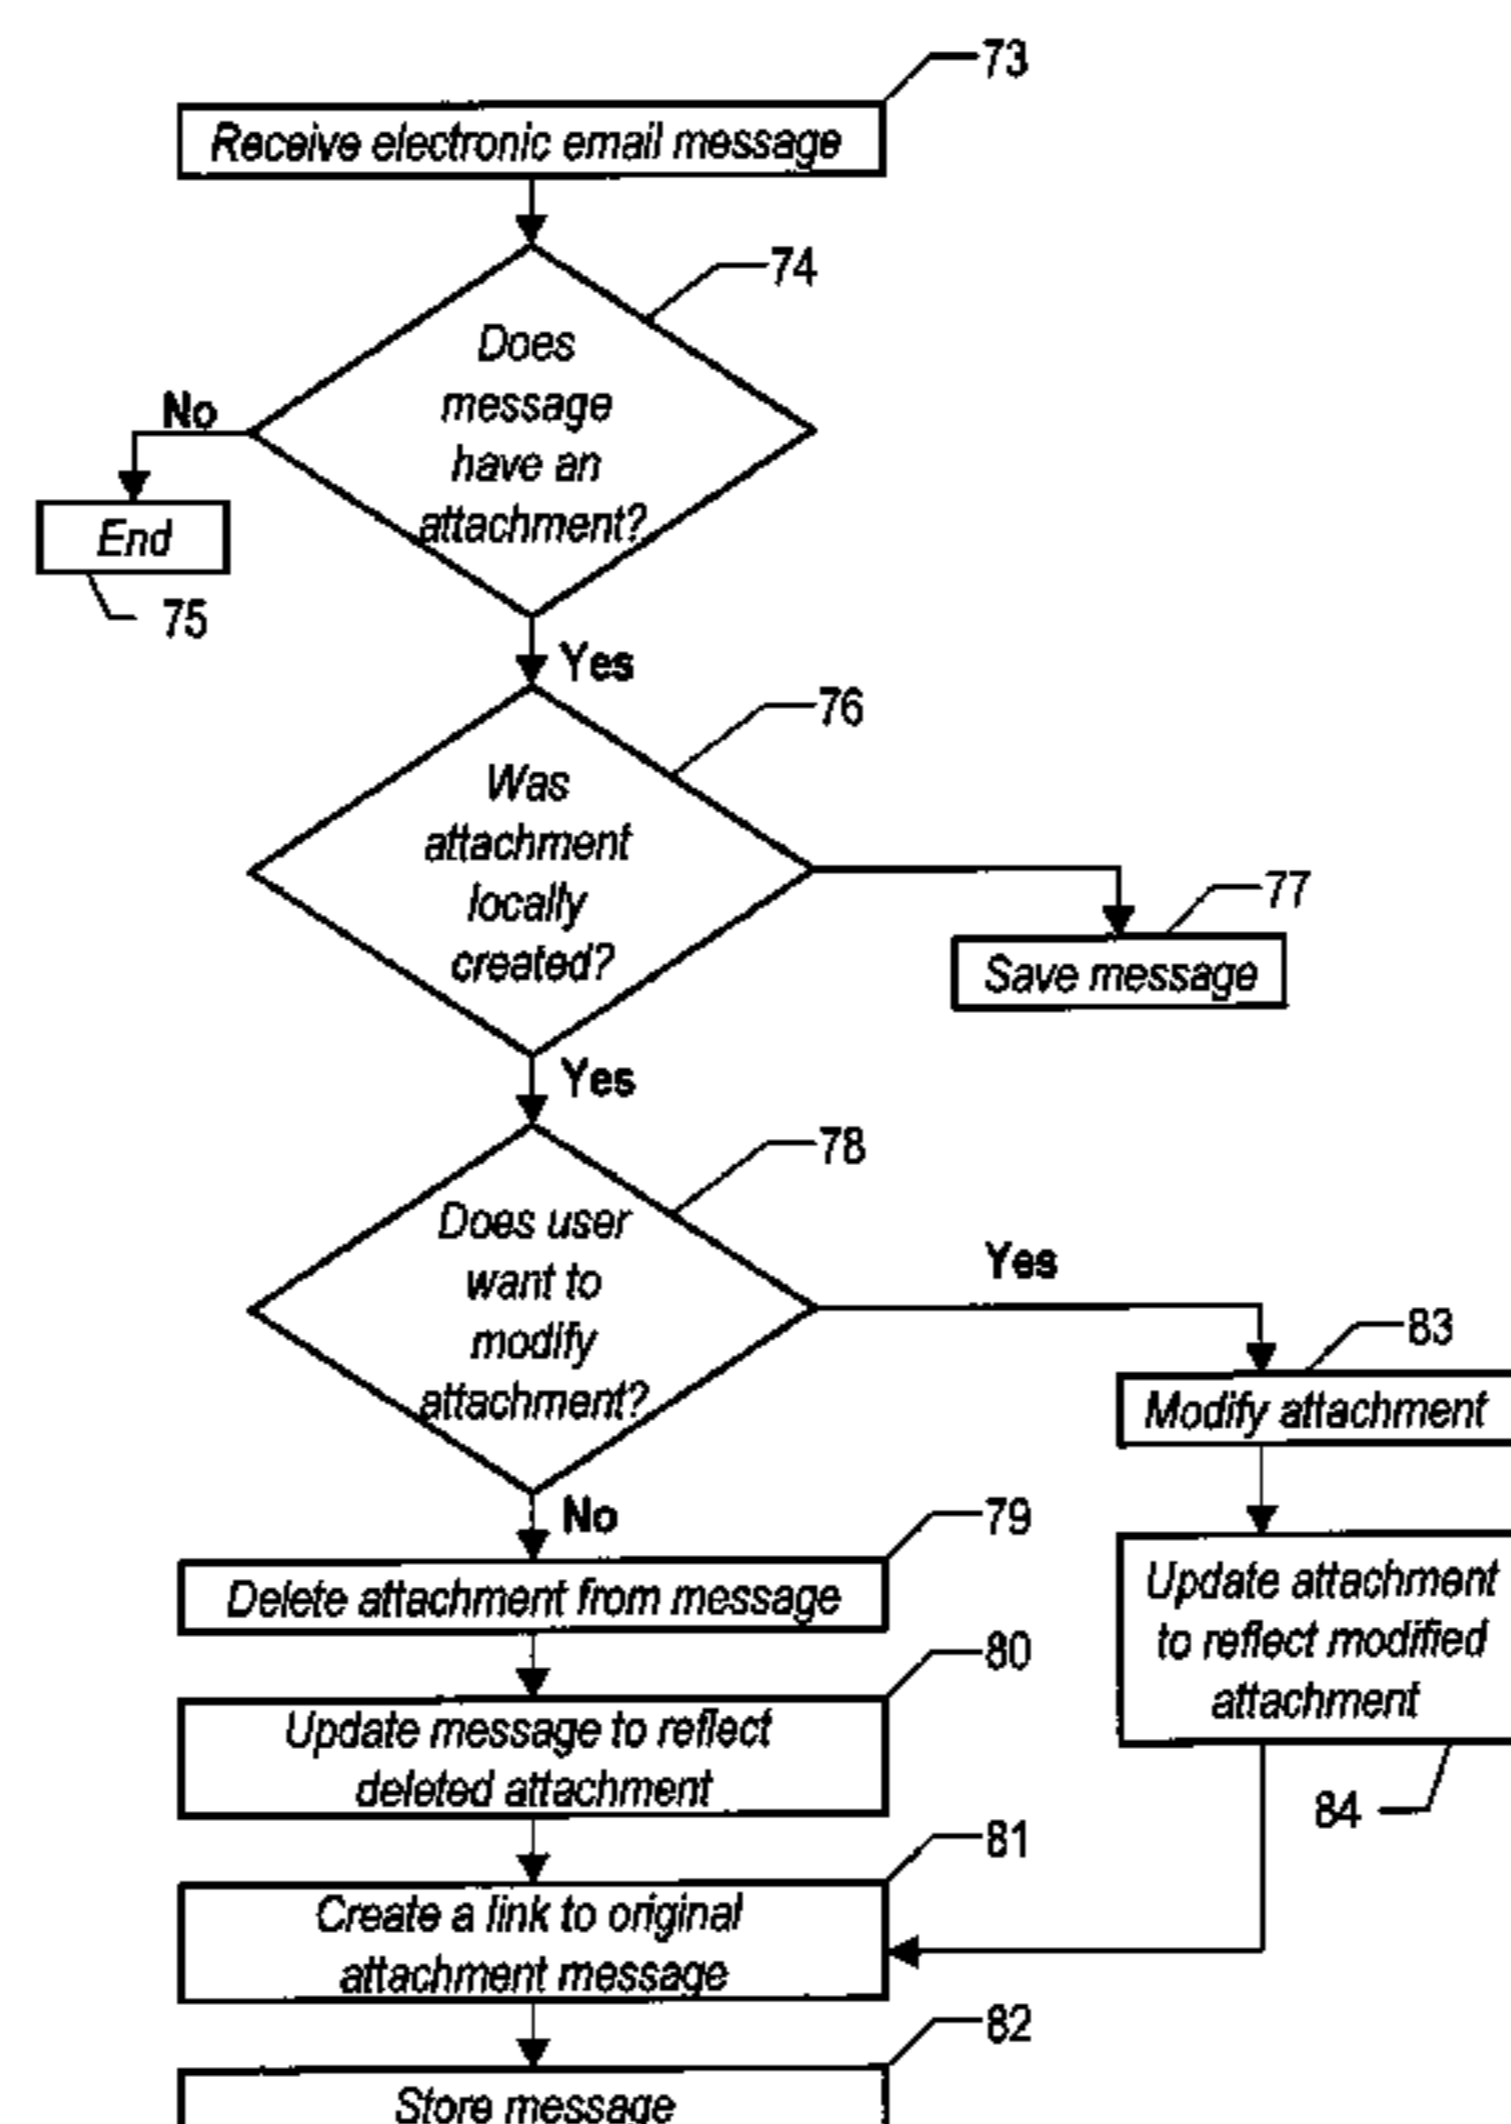 73
Receive electronic email message
74
Does
message
have an
attachment?
No
End
75
Yes
76
Was
attachment
locally
created?
77
Save message
Yes
78
Does user
want to
modify
attachment?
Yes
83
Modify attachment
No
79
Delete attachment from message
Update attachment
to reflect modified
attachment
84
80
Update message to reflect
deleted attachment
81
Create a link to original
attachment message
82
Store message